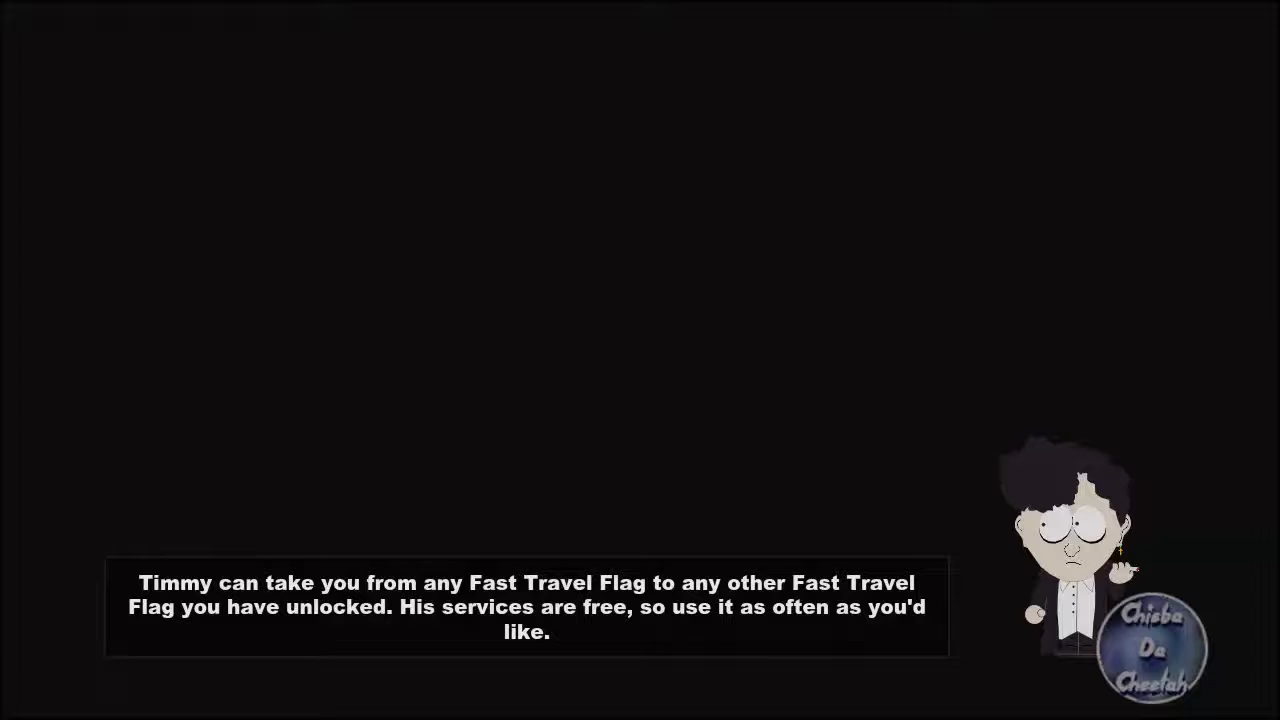 Timmy can take you from any Fast Travel Flag to any other Fast Travel
Flag you have unlocked. His services are free, so use it as often as you'd
like.
Chisba
Da
Cheetah